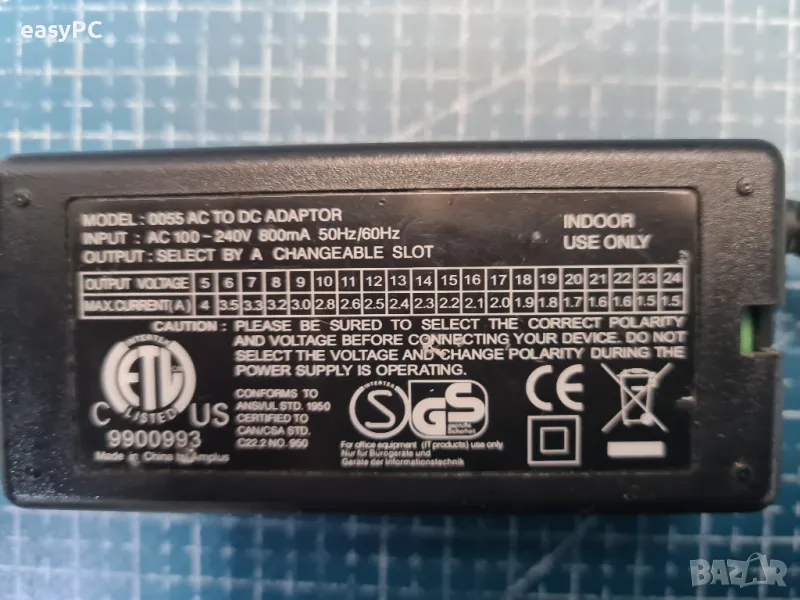 easyPC
MODEL : 0055 AC TO DC ADAPTOR
INPUT : AC 100 - 240V 800mA 50Hz/60Hz
OUTPUT : SELECT BY A CHANGEABLE SLOT
INDOOR
USE ONLY
OUTPUT VOLTAGE 5 6 7 8 9 10 11 12 13 14 15 16 17 18 19 20 21 22 23 24
MAX.CURRENT(A) 4 3.5 3.3 3.2 3.0 2.8 2.6 2.5 2.4 2.3 2.2 2.1 2.0 1.9 1.8 1.7 1.6 1.6 1.5 1.5
CAUTION : PLEASE BE SURED TO SELECT THE CORRECT POLARITY
AND VOLTAGE BEFORE CONNECTING YOUR DEVICE. DO NOT
SELECT THE VOLTAGE AND CHANGE POLARITY DURING THE
POWER SUPPLY IS OPERATING.
INTERTEK
ETL
LISTED
C US
9900993
Made in China by Amplus
CONFORMS TO
ANSI/UL STD. 1950
CERTIFIED TO
CAN/CSA STD.
C22.2 NO. 950
INTERTEK
S
GS
geprüfte
Sicherheit
CE
For office equipment (IT products) use only
Nur für Bürogeräte und
Geräte der Informationstechnik
BAZAR